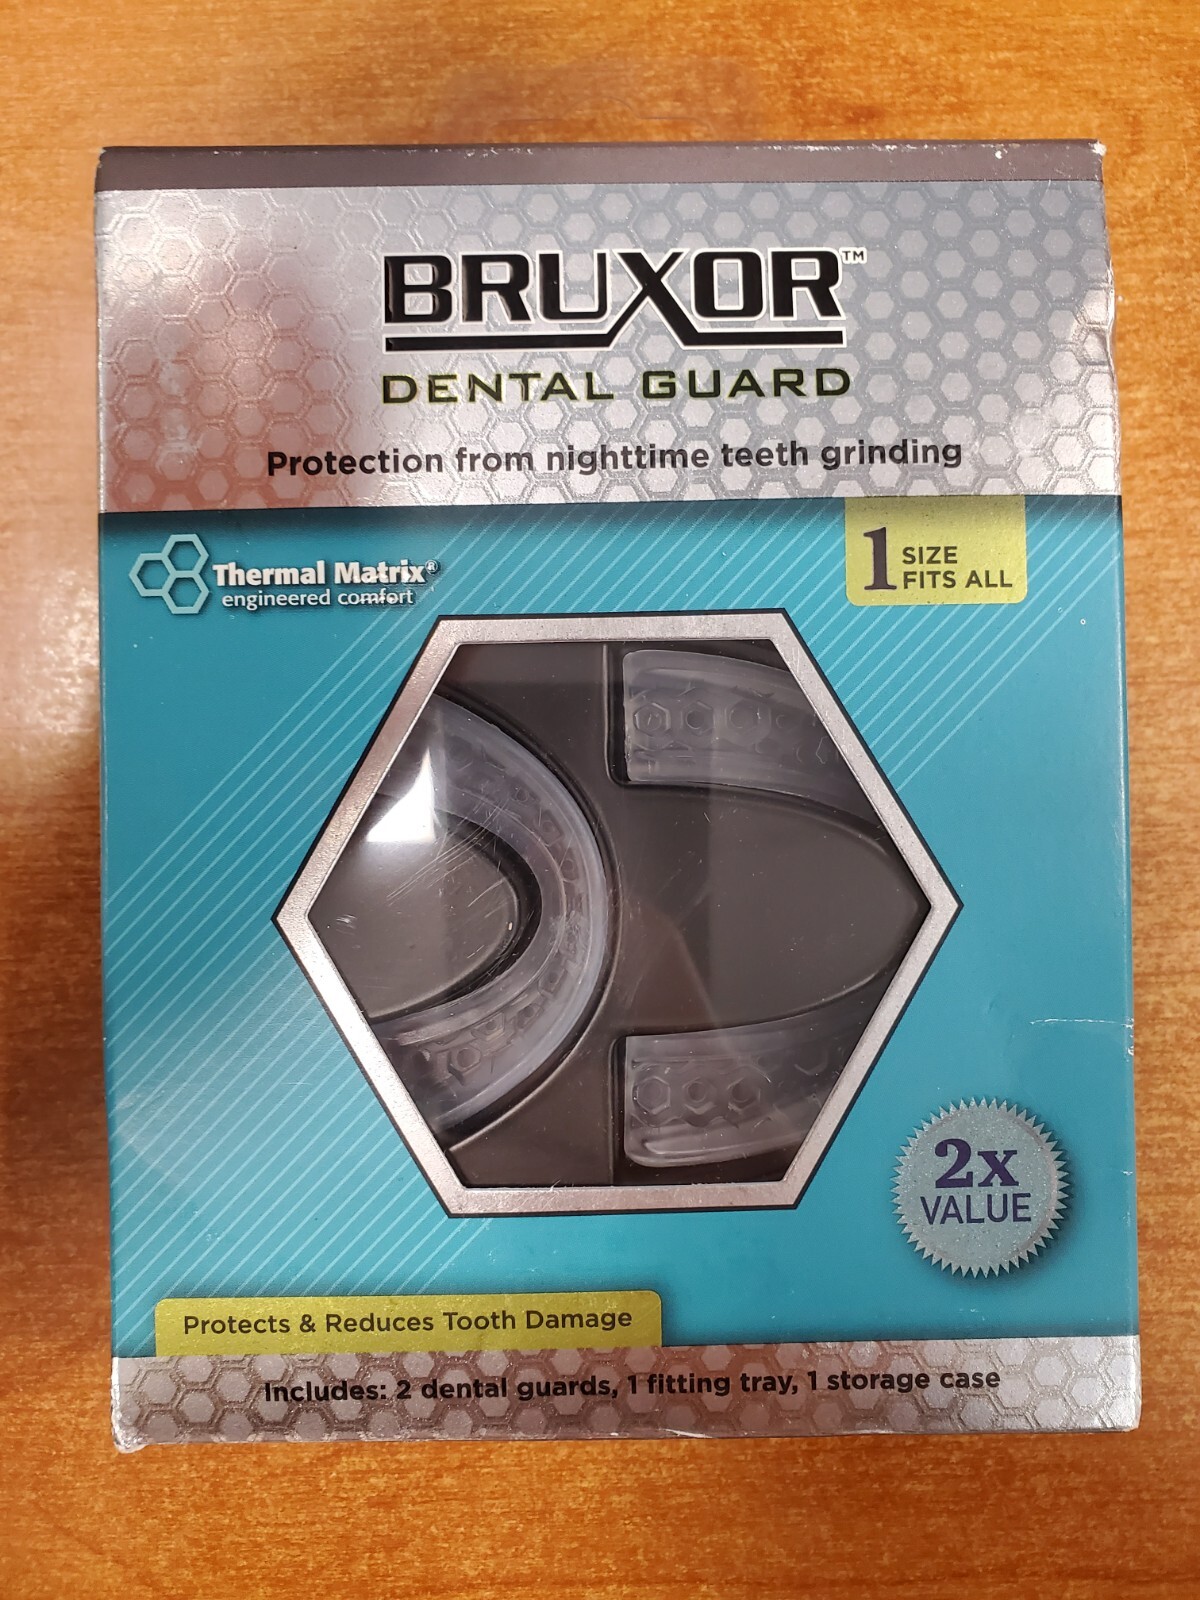 BRUXOR™
DENTAL GUARD
Protection from nighttime teeth grinding
Thermal Matrix®
engineered comfort
1 SIZE
FITS ALL
2x
VALUE
Protects & Reduces Tooth Damage
Includes: 2 dental guards, 1 fitting tray, 1 storage case